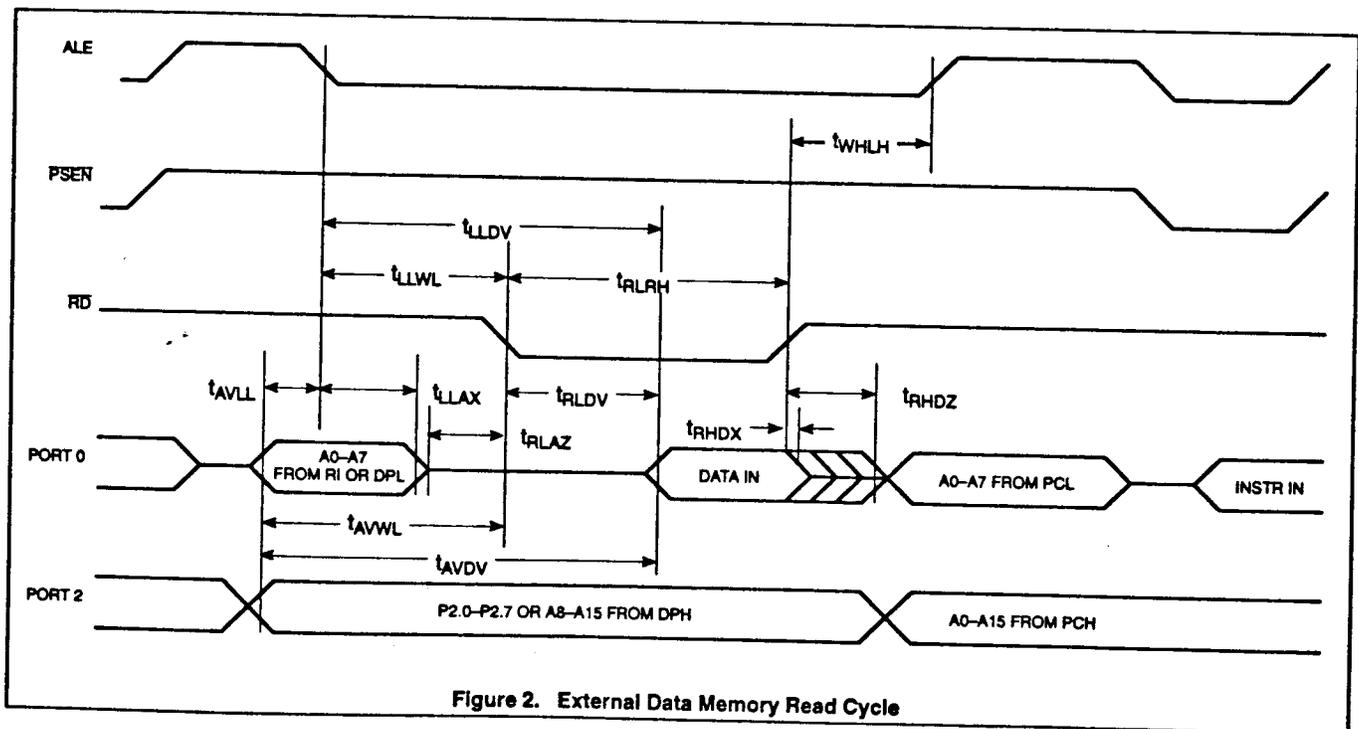 ALE
tWHLH
PSEN
tLLDV
tLLWL
tRLRH
RD
tAVLL
tLLAX
tRLDV
tRHDZ
tRLAZ
tRHDX
PORT 0
A0–A7
FROM RI OR DPL
DATA IN
A0–A7 FROM PCL
INSTR IN
tAVWL
tAVDV
PORT 2
P2.0–P2.7 OR A8–A15 FROM DPH
A0–A15 FROM PCH
Figure 2. External Data Memory Read Cycle